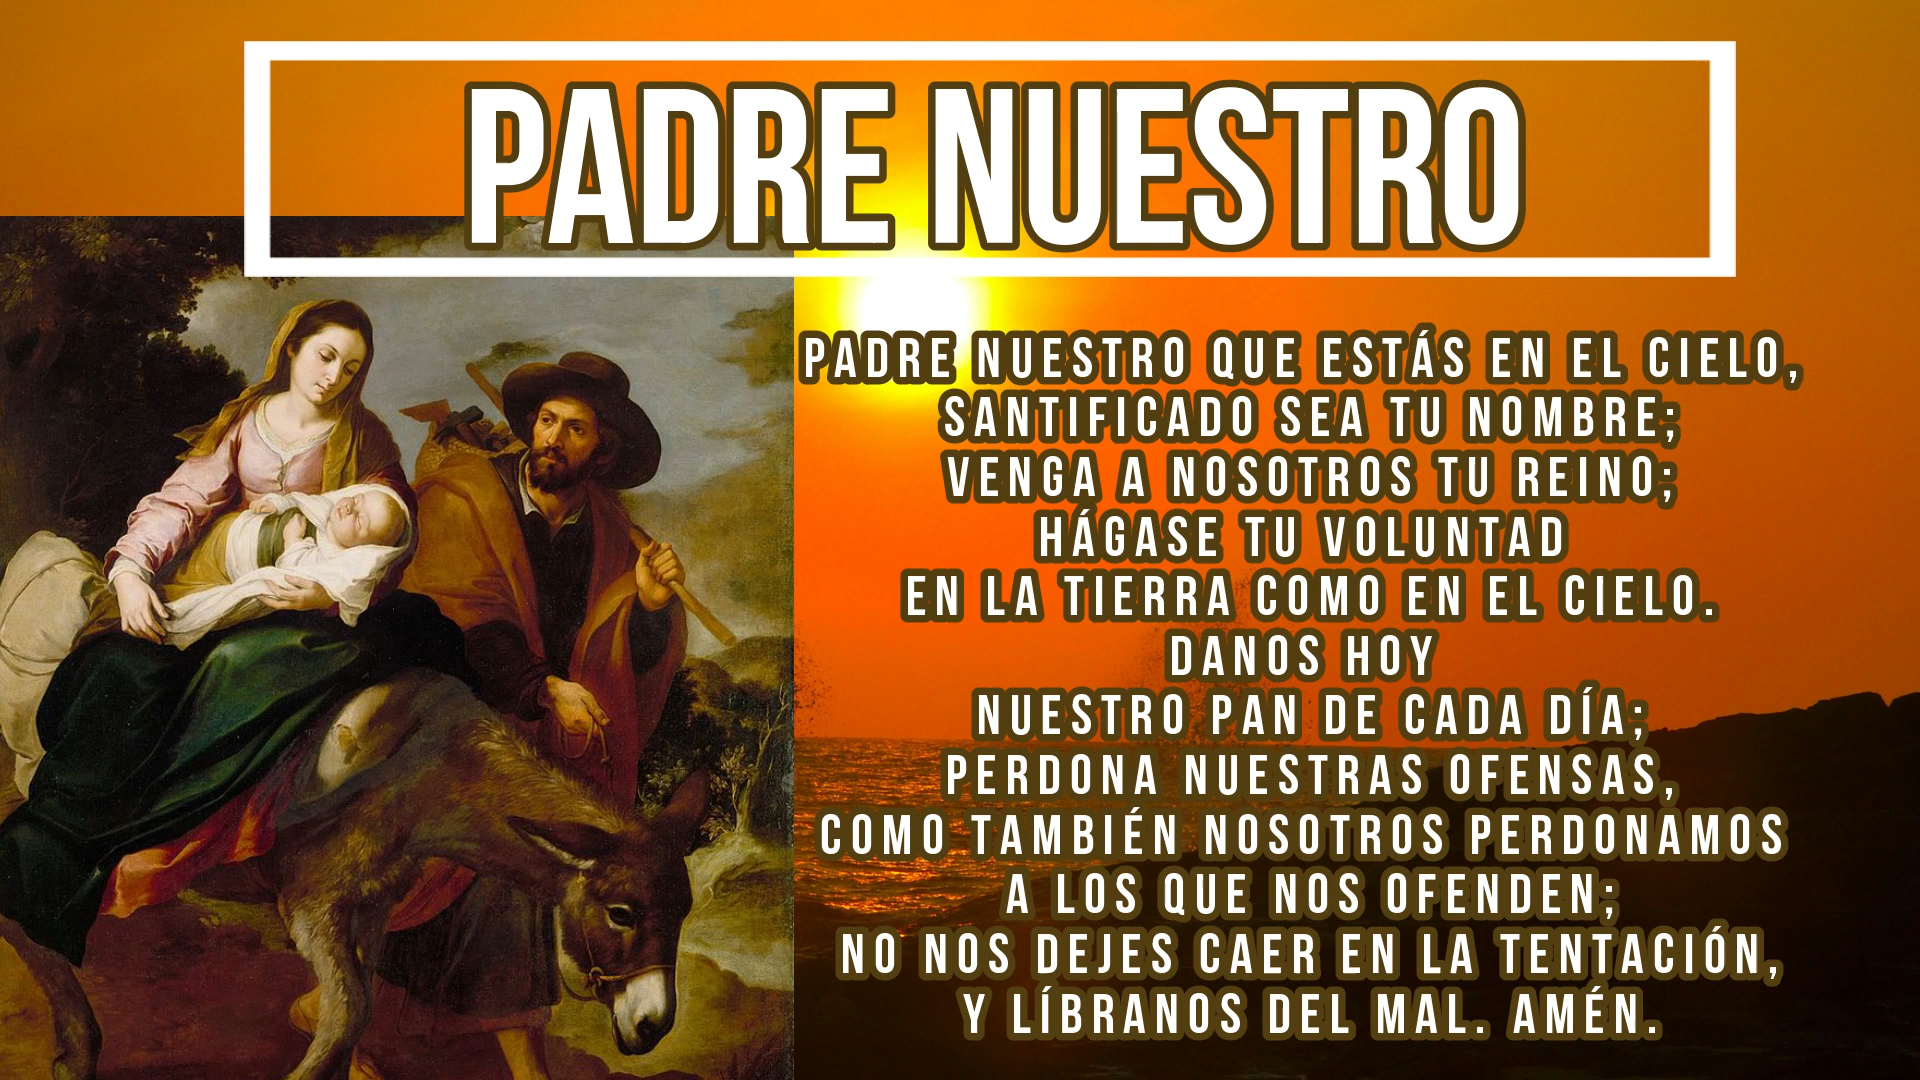 PADRE NUESTRO
PADRE NUESTRO QUE ESTÁS EN EL CIELO,
SANTIFICADO SEA TU NOMBRE;
VENGA A NOSOTROS TU REINO;
HÁGASE TU VOLUNTAD
EN LA TIERRA COMO EN EL CIELO.
DANOS HOY
NUESTRO PAN DE CADA DÍA;
PERDONA NUESTRAS OFENSAS,
COMO TAMBIÉN NOSOTROS PERDONAMOS
A LOS QUE NOS OFENDEN;
NO NOS DEJES CAER EN LA TENTACIÓN,
Y LÍBRANOS DEL MAL. AMÉN.